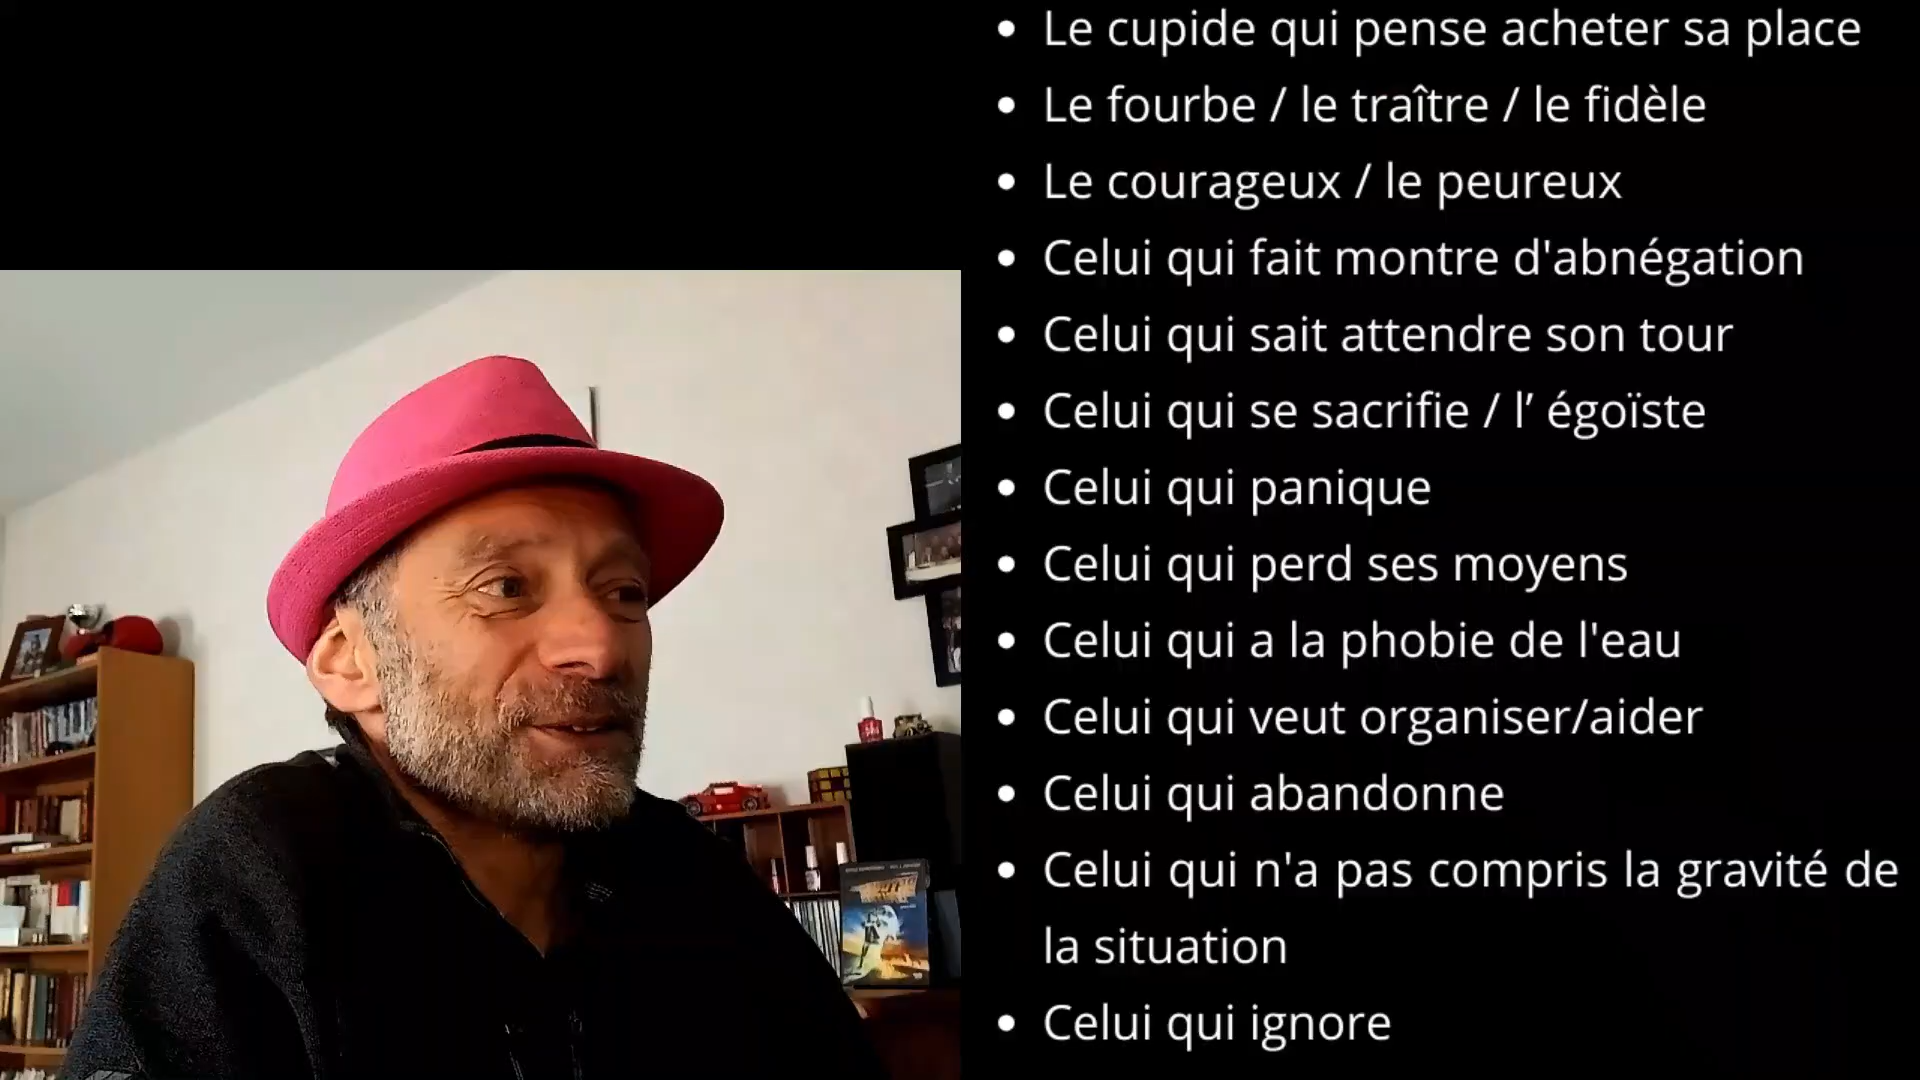 Le cupide qui pense acheter sa place
Le fourbe / le traître / le fidèle
Le courageux / le peureux
Celui qui fait montre d'abnégation
Celui qui sait attendre son tour
Celui qui se sacrifie / l’ égoïste
Celui qui panique
Celui qui perd ses moyens
Celui qui a la phobie de l'eau
Celui qui veut organiser/aider
Celui qui abandonne
Celui qui n'a pas compris la gravité de
la situation
Celui qui ignore